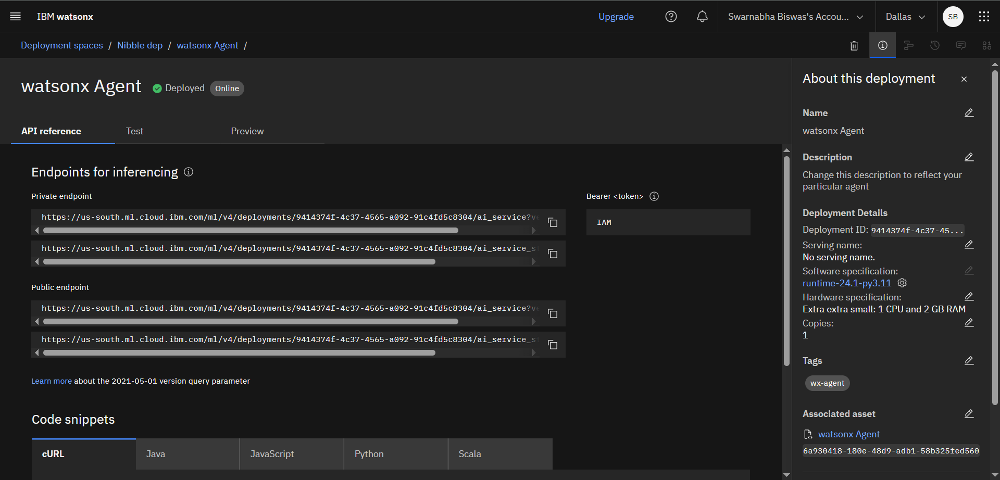 IBM watsonx
Upgrade
Swarnabha Biswas's Accou...
Dallas
SB
Deployment spaces / Nibble dep / watsonx Agent /
watsonx Agent
Deployed
Online
API reference
Test
Preview
Endpoints for inferencing
Private endpoint
https://us-south.ml.cloud.ibm.com/ml/v4/deployments/9414374f-4c37-4565-a092-91c4fd5c8304/ai_service?ve
https://us-south.ml.cloud.ibm.com/ml/v4/deployments/9414374f-4c37-4565-a092-91c4fd5c8304/ai_service_st
Bearer <token>
IAM
Public endpoint
https://us-south.ml.cloud.ibm.com/ml/v4/deployments/9414374f-4c37-4565-a092-91c4fd5c8304/ai_service?ve
https://us-south.ml.cloud.ibm.com/ml/v4/deployments/9414374f-4c37-4565-a092-91c4fd5c8304/ai_service_st
Learn more about the 2021-05-01 version query parameter
Code snippets
cURL
Java
JavaScript
Python
Scala
About this deployment
Name
watsonx Agent
Description
Change this description to reflect your
particular agent
Deployment Details
Deployment ID: 9414374f-4c37-45...
Serving name:
No serving name.
Software specification:
runtime-24.1-py3.11
Hardware specification:
Extra extra small: 1 CPU and 2 GB RAM
Copies:
1
Tags
wx-agent
Associated asset
watsonx Agent
6a930418-180e-48d9-adb1-58b325fed560